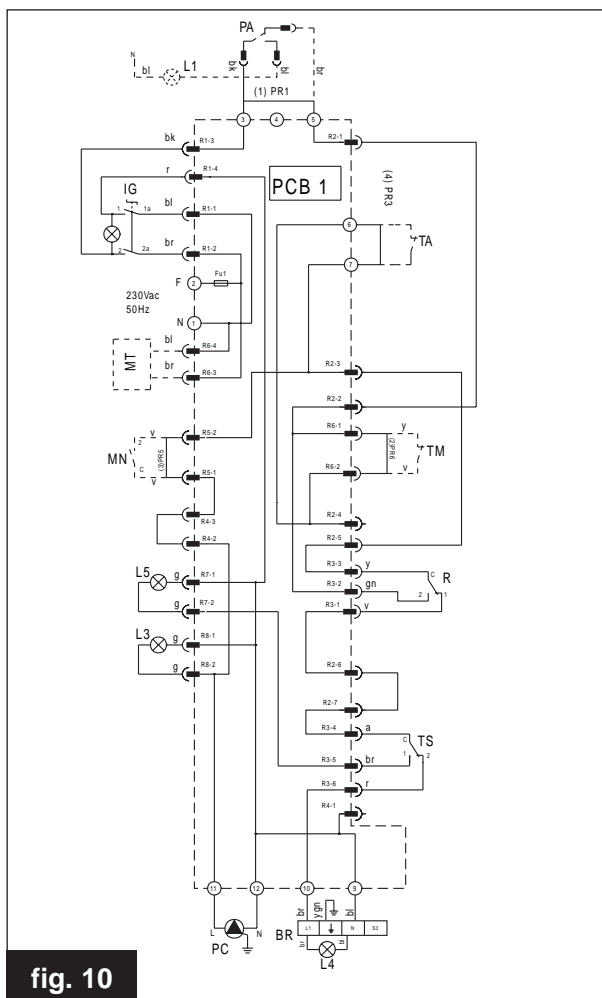 PA
N
bl
L1
bk
bl
br
(1) PR1
3
4
5
bk
R1-3
R2-1
r
R1-4
PCB 1
(4) PR3
IG
bl
1
1a
R1-1
6
TA
br
2
2a
R1-2
7
F
2
Fu1
230Vac
50Hz
N
1
bl
R6-4
MT
br
R6-3
R2-3
R2-2
v
R5-2
R6-1
y
2
MN
(3)PR5
(2)PR6
TM
C
v
R5-1
R6-2
v
R4-3
R2-4
R4-2
R2-5
L5
g
R7-1
R3-3
y
C
R
R3-2
gn
2
1
g
R7-2
R3-1
v
L3
g
R8-1
g
R8-2
R2-6
R2-7
R3-4
a
C
TS
1
2
R3-5
br
R3-6
r
R4-1
11
12
10
9
L
N
br
y gn
bl
PC
BR
L1
N
S3
br
bl
L4
fig. 10